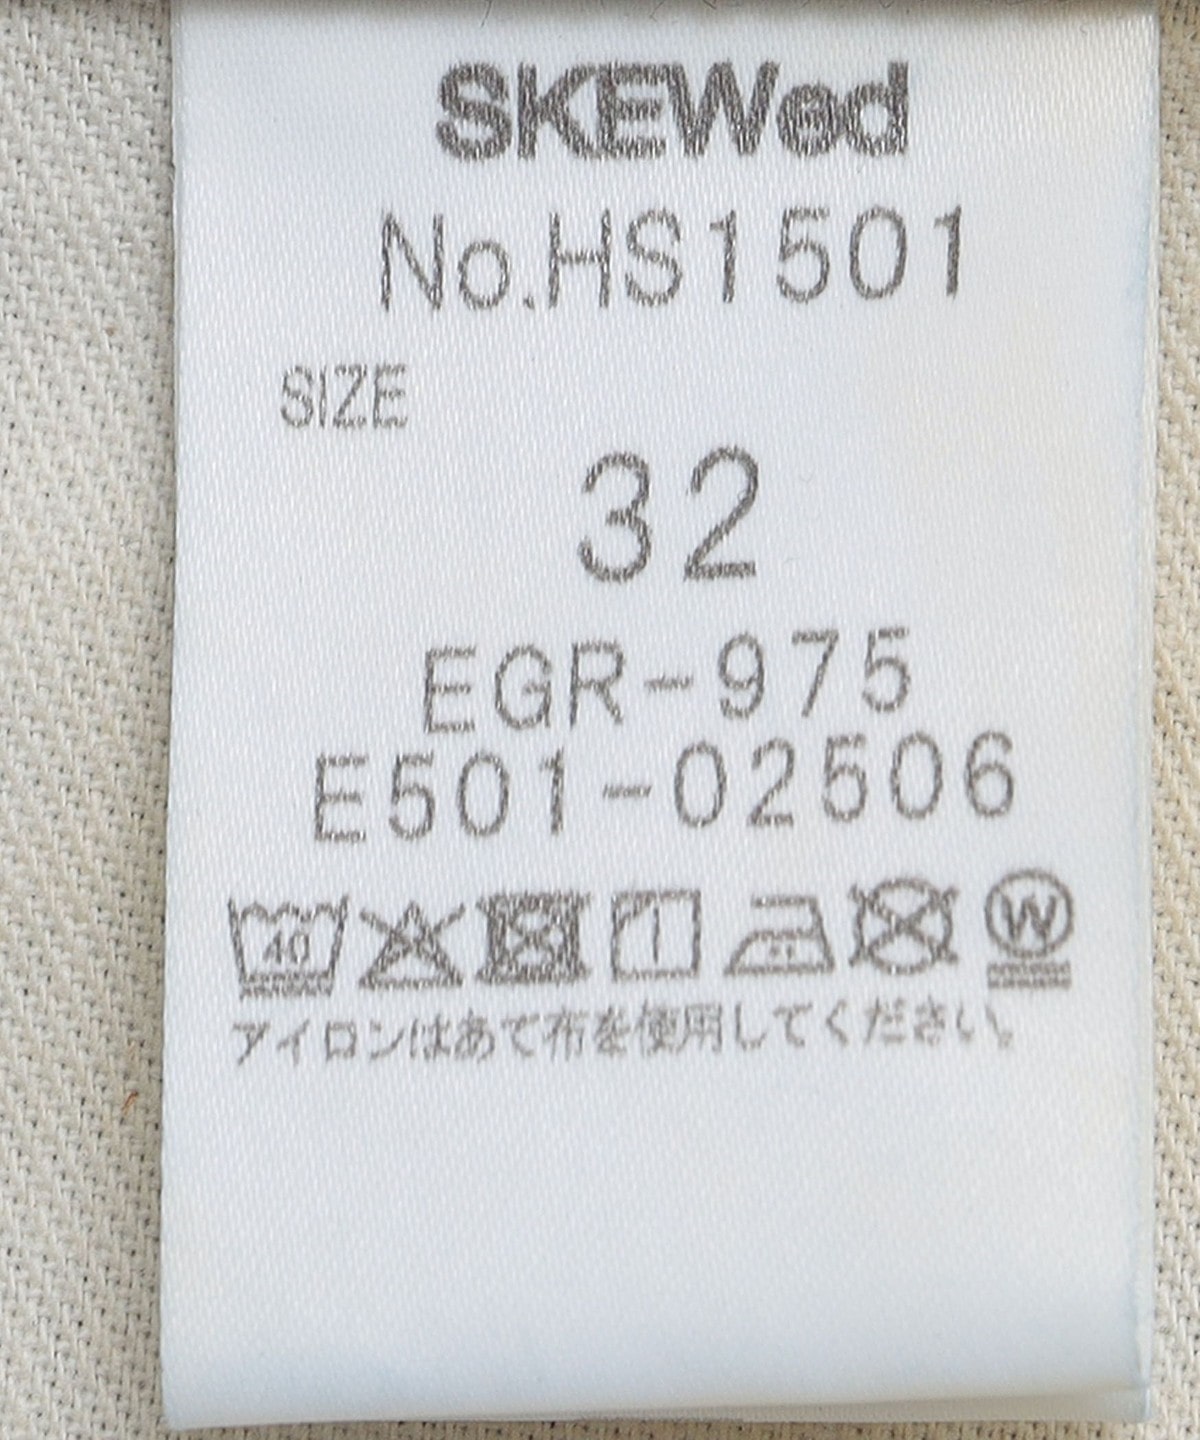 SKEWed
No.HS1501
SIZE
32
EGR-975
E501-02506
40 W
アイロンはあて布を使用してください。